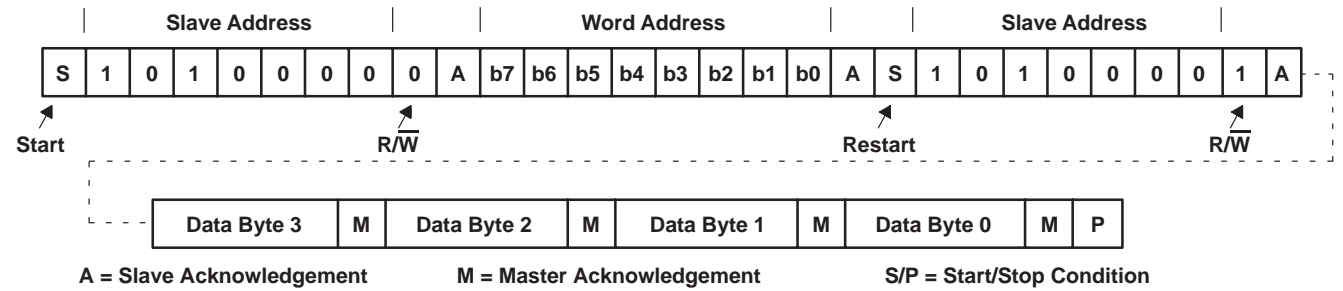 Slave Address Word Address Slave Address
S 1 0 1 0 0 0 0 0 A b7 b6 b5 b4 b3 b2 b1 b0 A S 1 0 1 0 0 0 0 1 A
Start R/W Restart R/W
Data Byte 3 M Data Byte 2 M Data Byte 1 M Data Byte 0 M P
A = Slave Acknowledgement M = Master Acknowledgement S/P = Start/Stop Condition